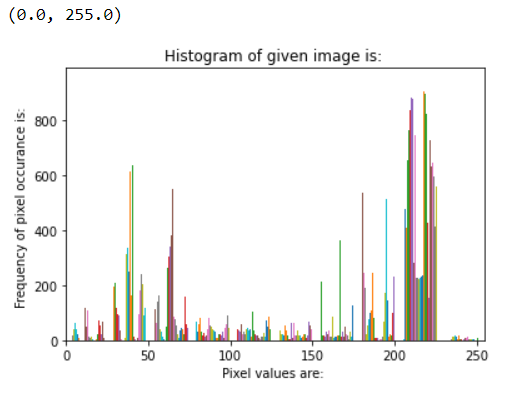 (0.0, 255.0)
Histogram of given image is:
Frequency of pixel occurance is:
800
600
400
200
0
0 50 100 150 200 250
Pixel values are: